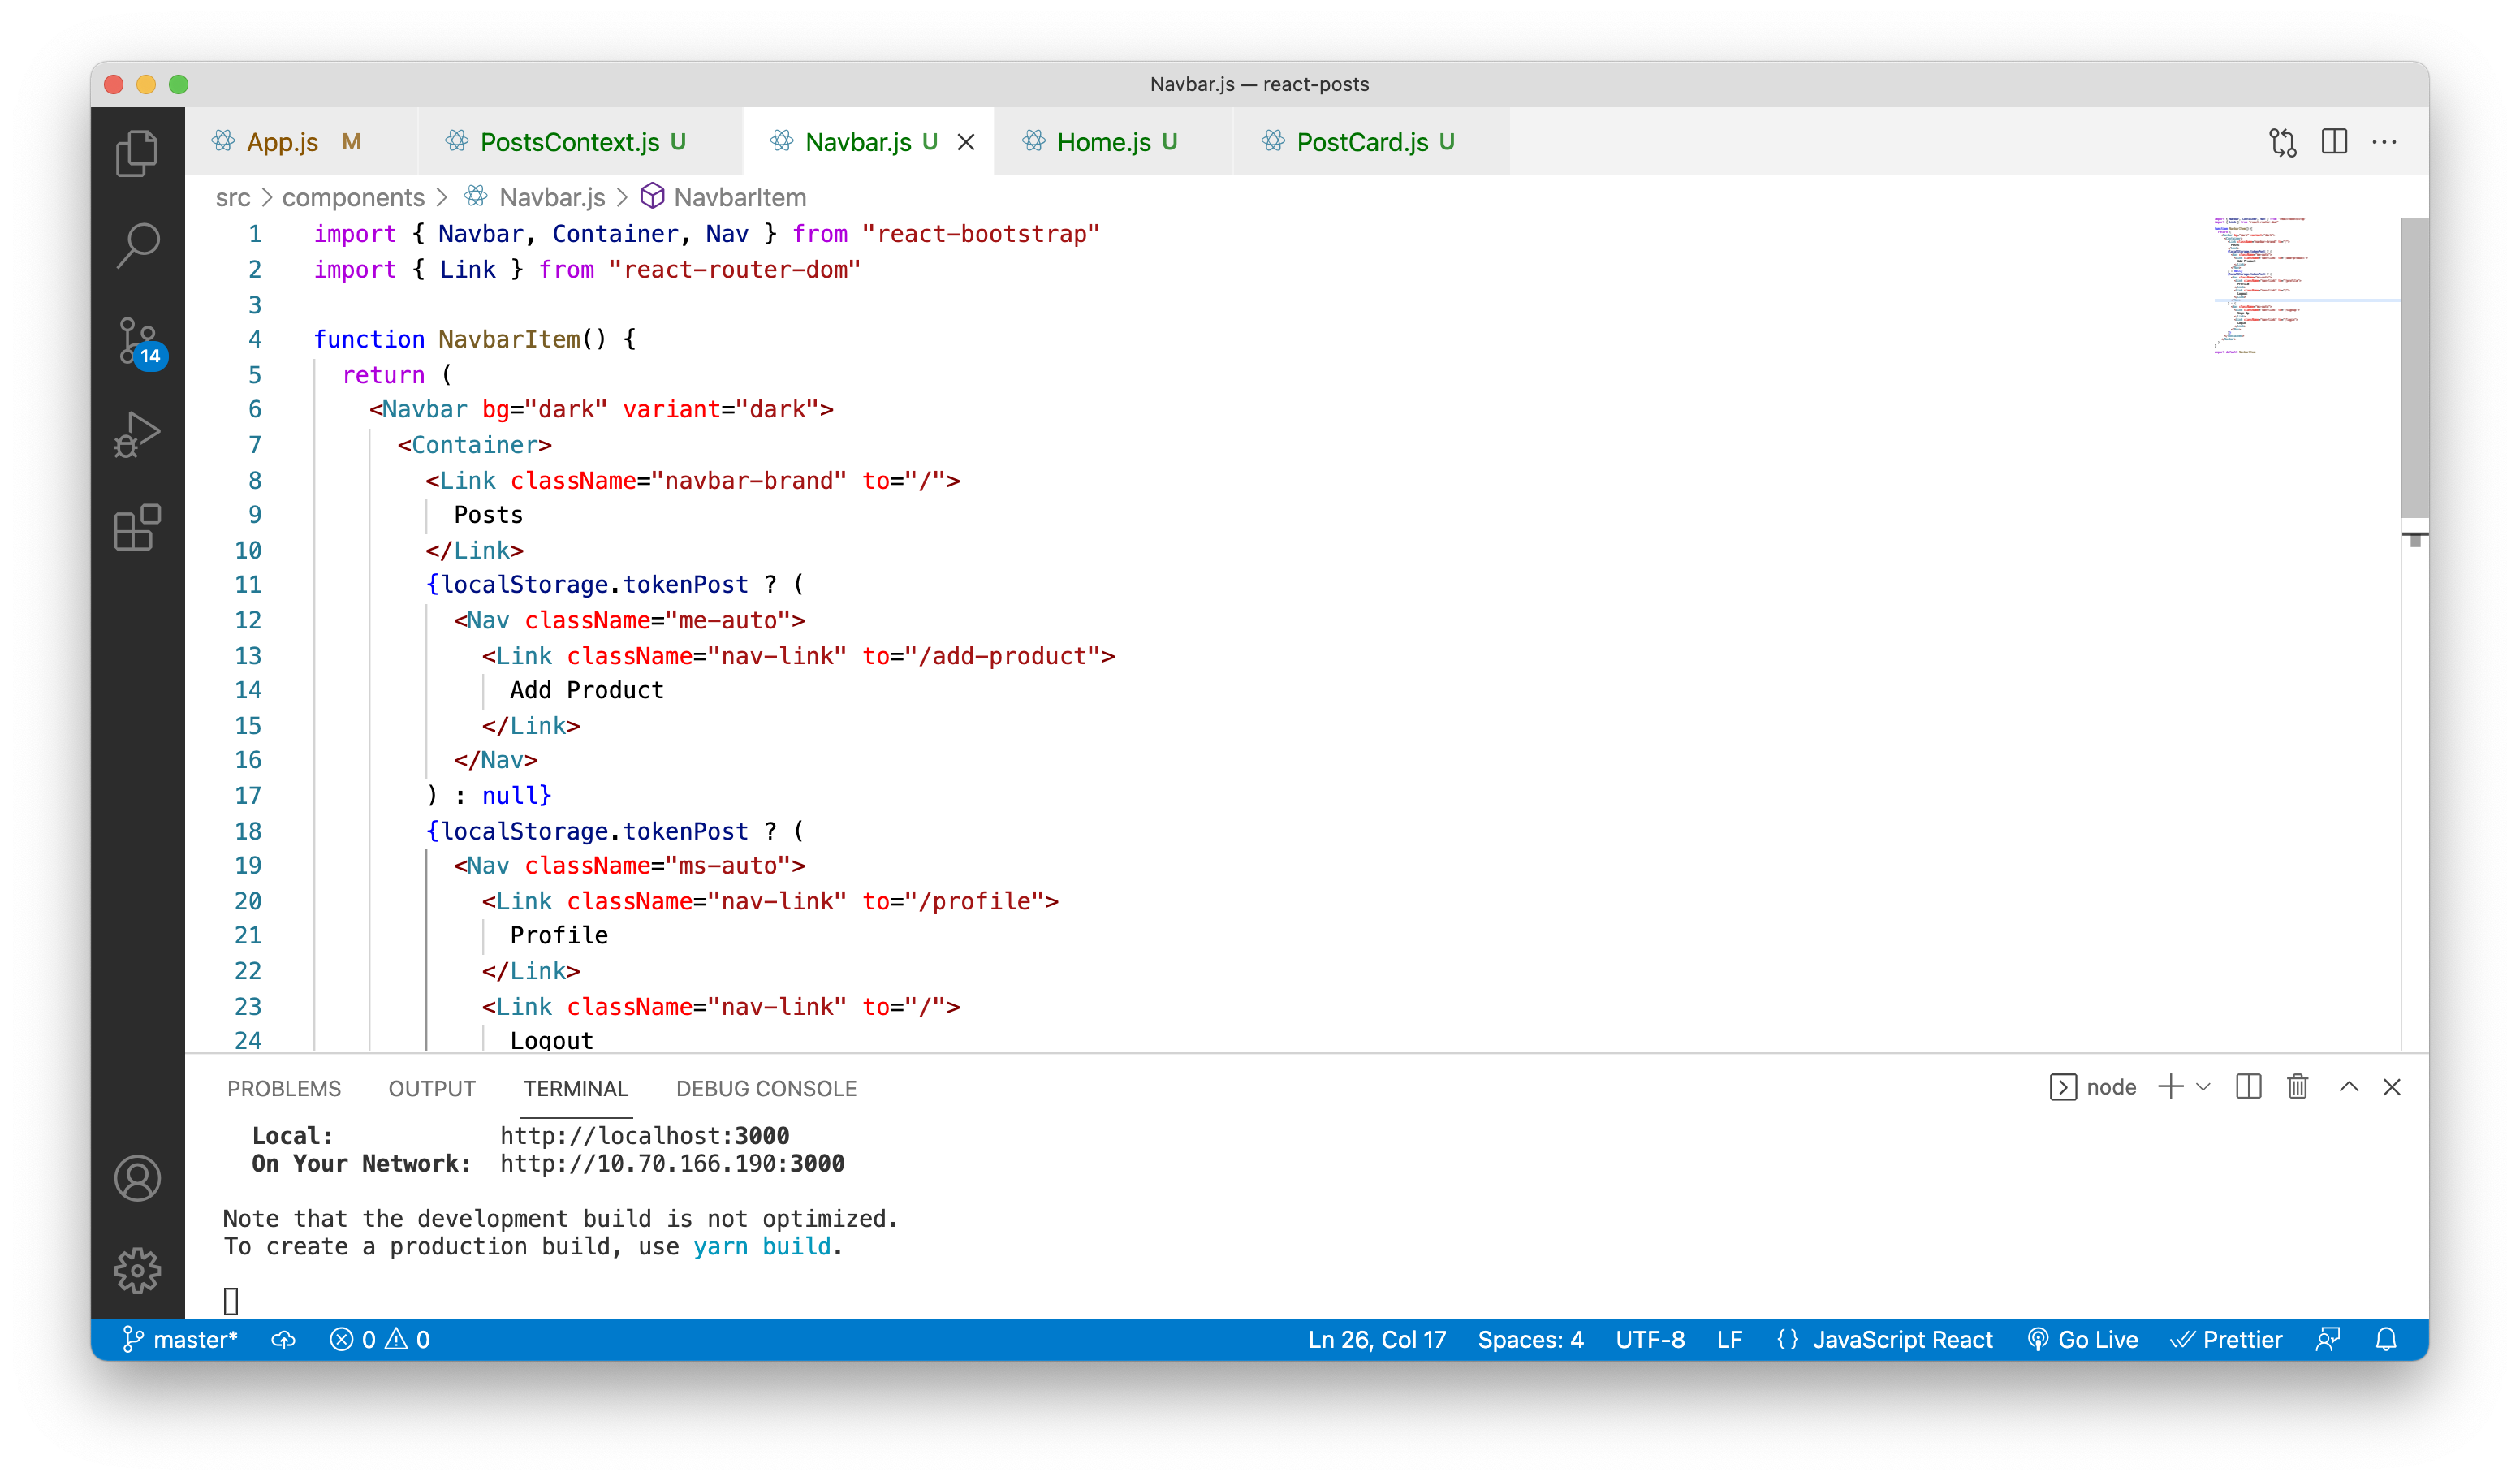 Navbar.js — react-posts
App.js M PostsContext.js U Navbar.js U Home.js U PostCard.js U
src > components > Navbar.js > NavbarItem
1 import { Navbar, Container, Nav } from "react-bootstrap"
2 import { Link } from "react-router-dom"
3
4 function NavbarItem() {
5   return (
6     <Navbar bg="dark" variant="dark">
7       <Container>
8         <Link className="navbar-brand" to="/">
9           Posts
10         </Link>
11         {localStorage.tokenPost ? (
12           <Nav className="me-auto">
13             <Link className="nav-link" to="/add-product">
14               Add Product
15             </Link>
16           </Nav>
17         ) : null}
18         {localStorage.tokenPost ? (
19           <Nav className="ms-auto">
20             <Link className="nav-link" to="/profile">
21               Profile
22             </Link>
23             <Link className="nav-link" to="/">
24               Logout
14
PROBLEMS OUTPUT TERMINAL DEBUG CONSOLE node
Local: http://localhost:3000
On Your Network: http://10.70.166.190:3000
Note that the development build is not optimized.
To create a production build, use yarn build.
master* 0 0 Ln 26, Col 17 Spaces: 4 UTF-8 LF {} JavaScript React Go Live Prettier